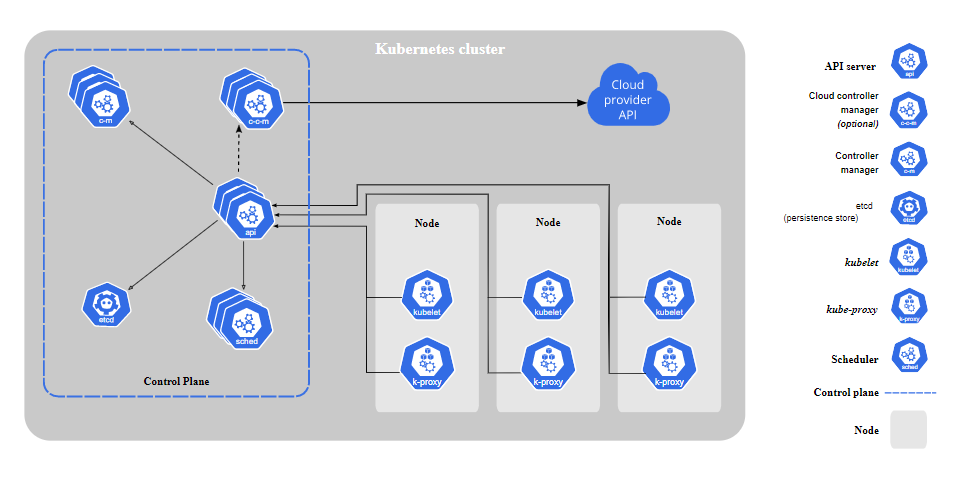 Kubernetes cluster
c-m
c-c-m
Cloud
provider
API
api
etcd
sched
Control Plane
Node
Node
Node
kubelet
kubelet
kubelet
k-proxy
k-proxy
k-proxy
API server
api
Cloud controller
manager
(optional)
c-c-m
Controller
manager
c-m
etcd
(persistence store)
etcd
kubelet
kubelet
kube-proxy
k-proxy
Scheduler
sched
Control plane
Node